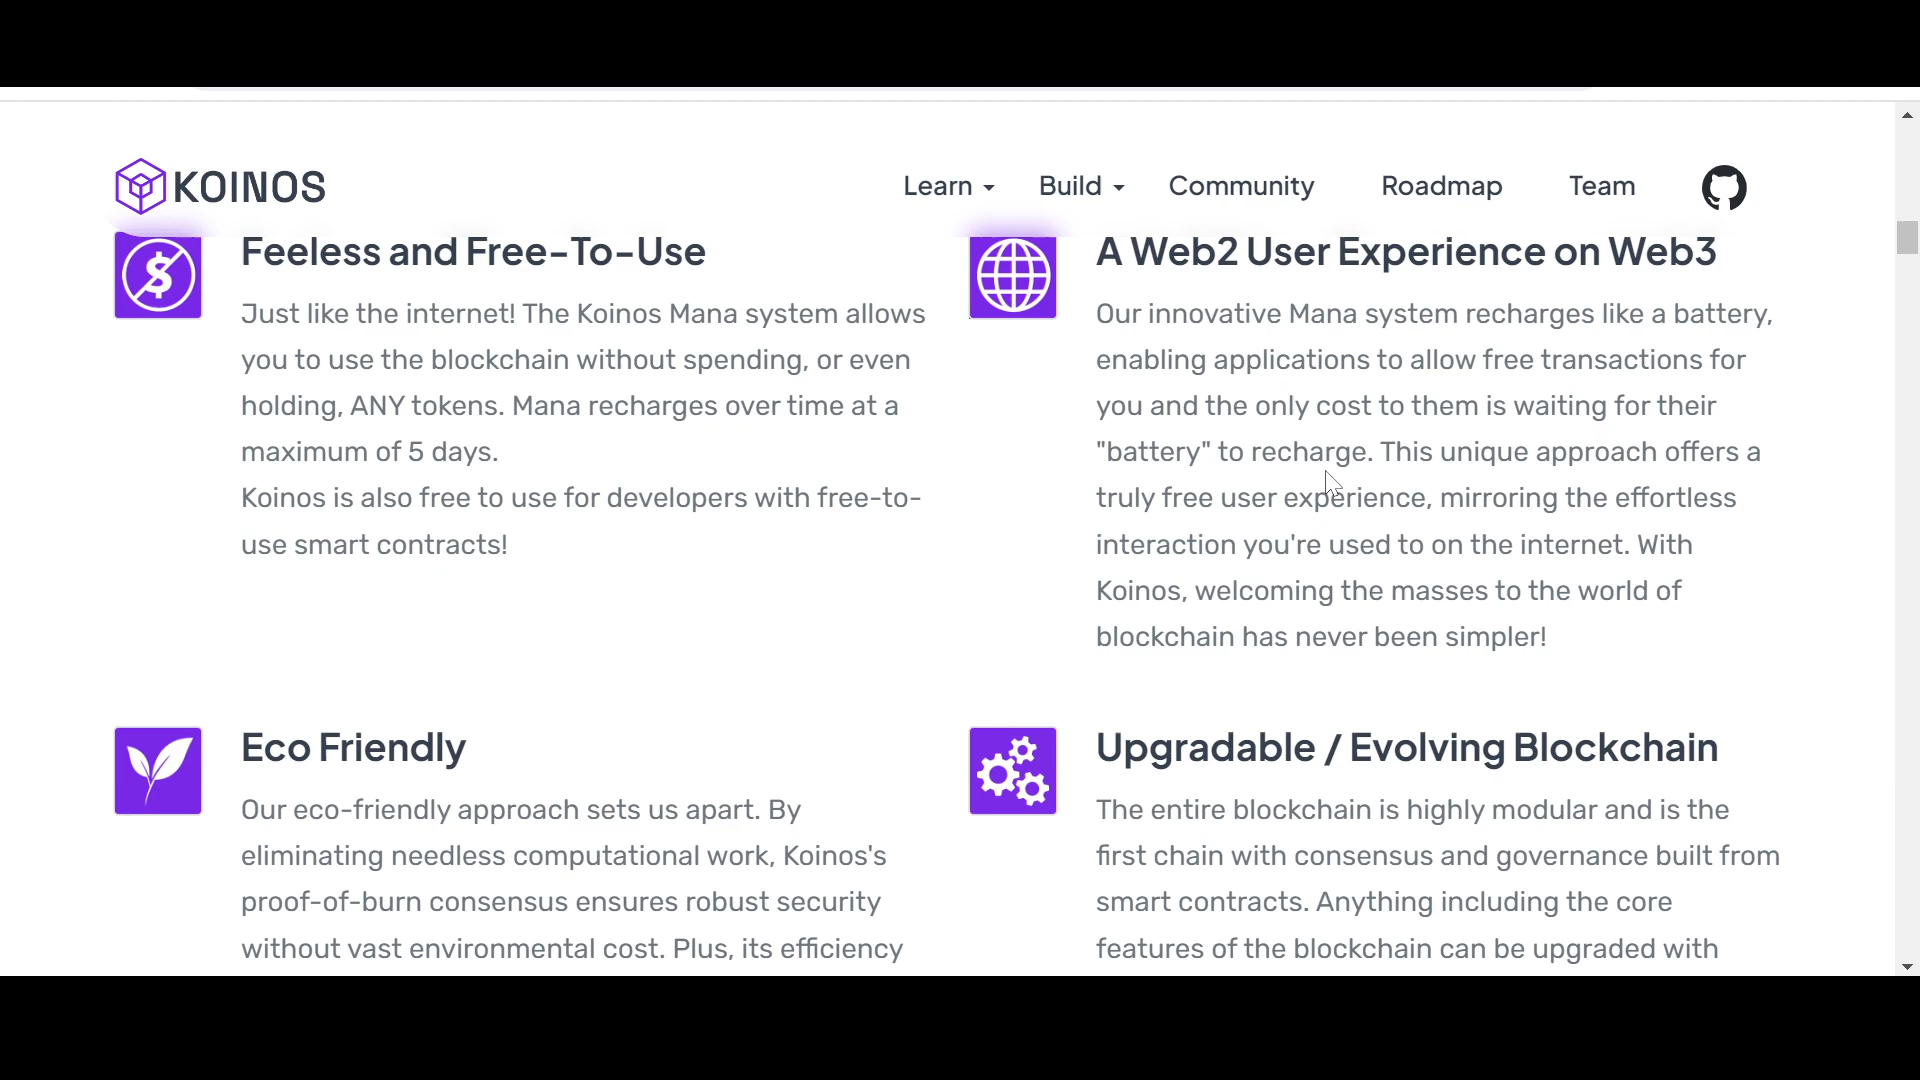 KOINOS
Learn
Build
Community
Roadmap
Team
Feeless and Free-To-Use
Just like the internet! The Koinos Mana system allows
you to use the blockchain without spending, or even
holding, ANY tokens. Mana recharges over time at a
maximum of 5 days.
Koinos is also free to use for developers with free-to-
use smart contracts!
A Web2 User Experience on Web3
Our innovative Mana system recharges like a battery,
enabling applications to allow free transactions for
you and the only cost to them is waiting for their
"battery" to recharge. This unique approach offers a
truly free user experience, mirroring the effortless
interaction you're used to on the internet. With
Koinos, welcoming the masses to the world of
blockchain has never been simpler!
Eco Friendly
Our eco-friendly approach sets us apart. By
eliminating needless computational work, Koinos's
proof-of-burn consensus ensures robust security
without vast environmental cost. Plus, its efficiency
Upgradable / Evolving Blockchain
The entire blockchain is highly modular and is the
first chain with consensus and governance built from
smart contracts. Anything including the core
features of the blockchain can be upgraded with